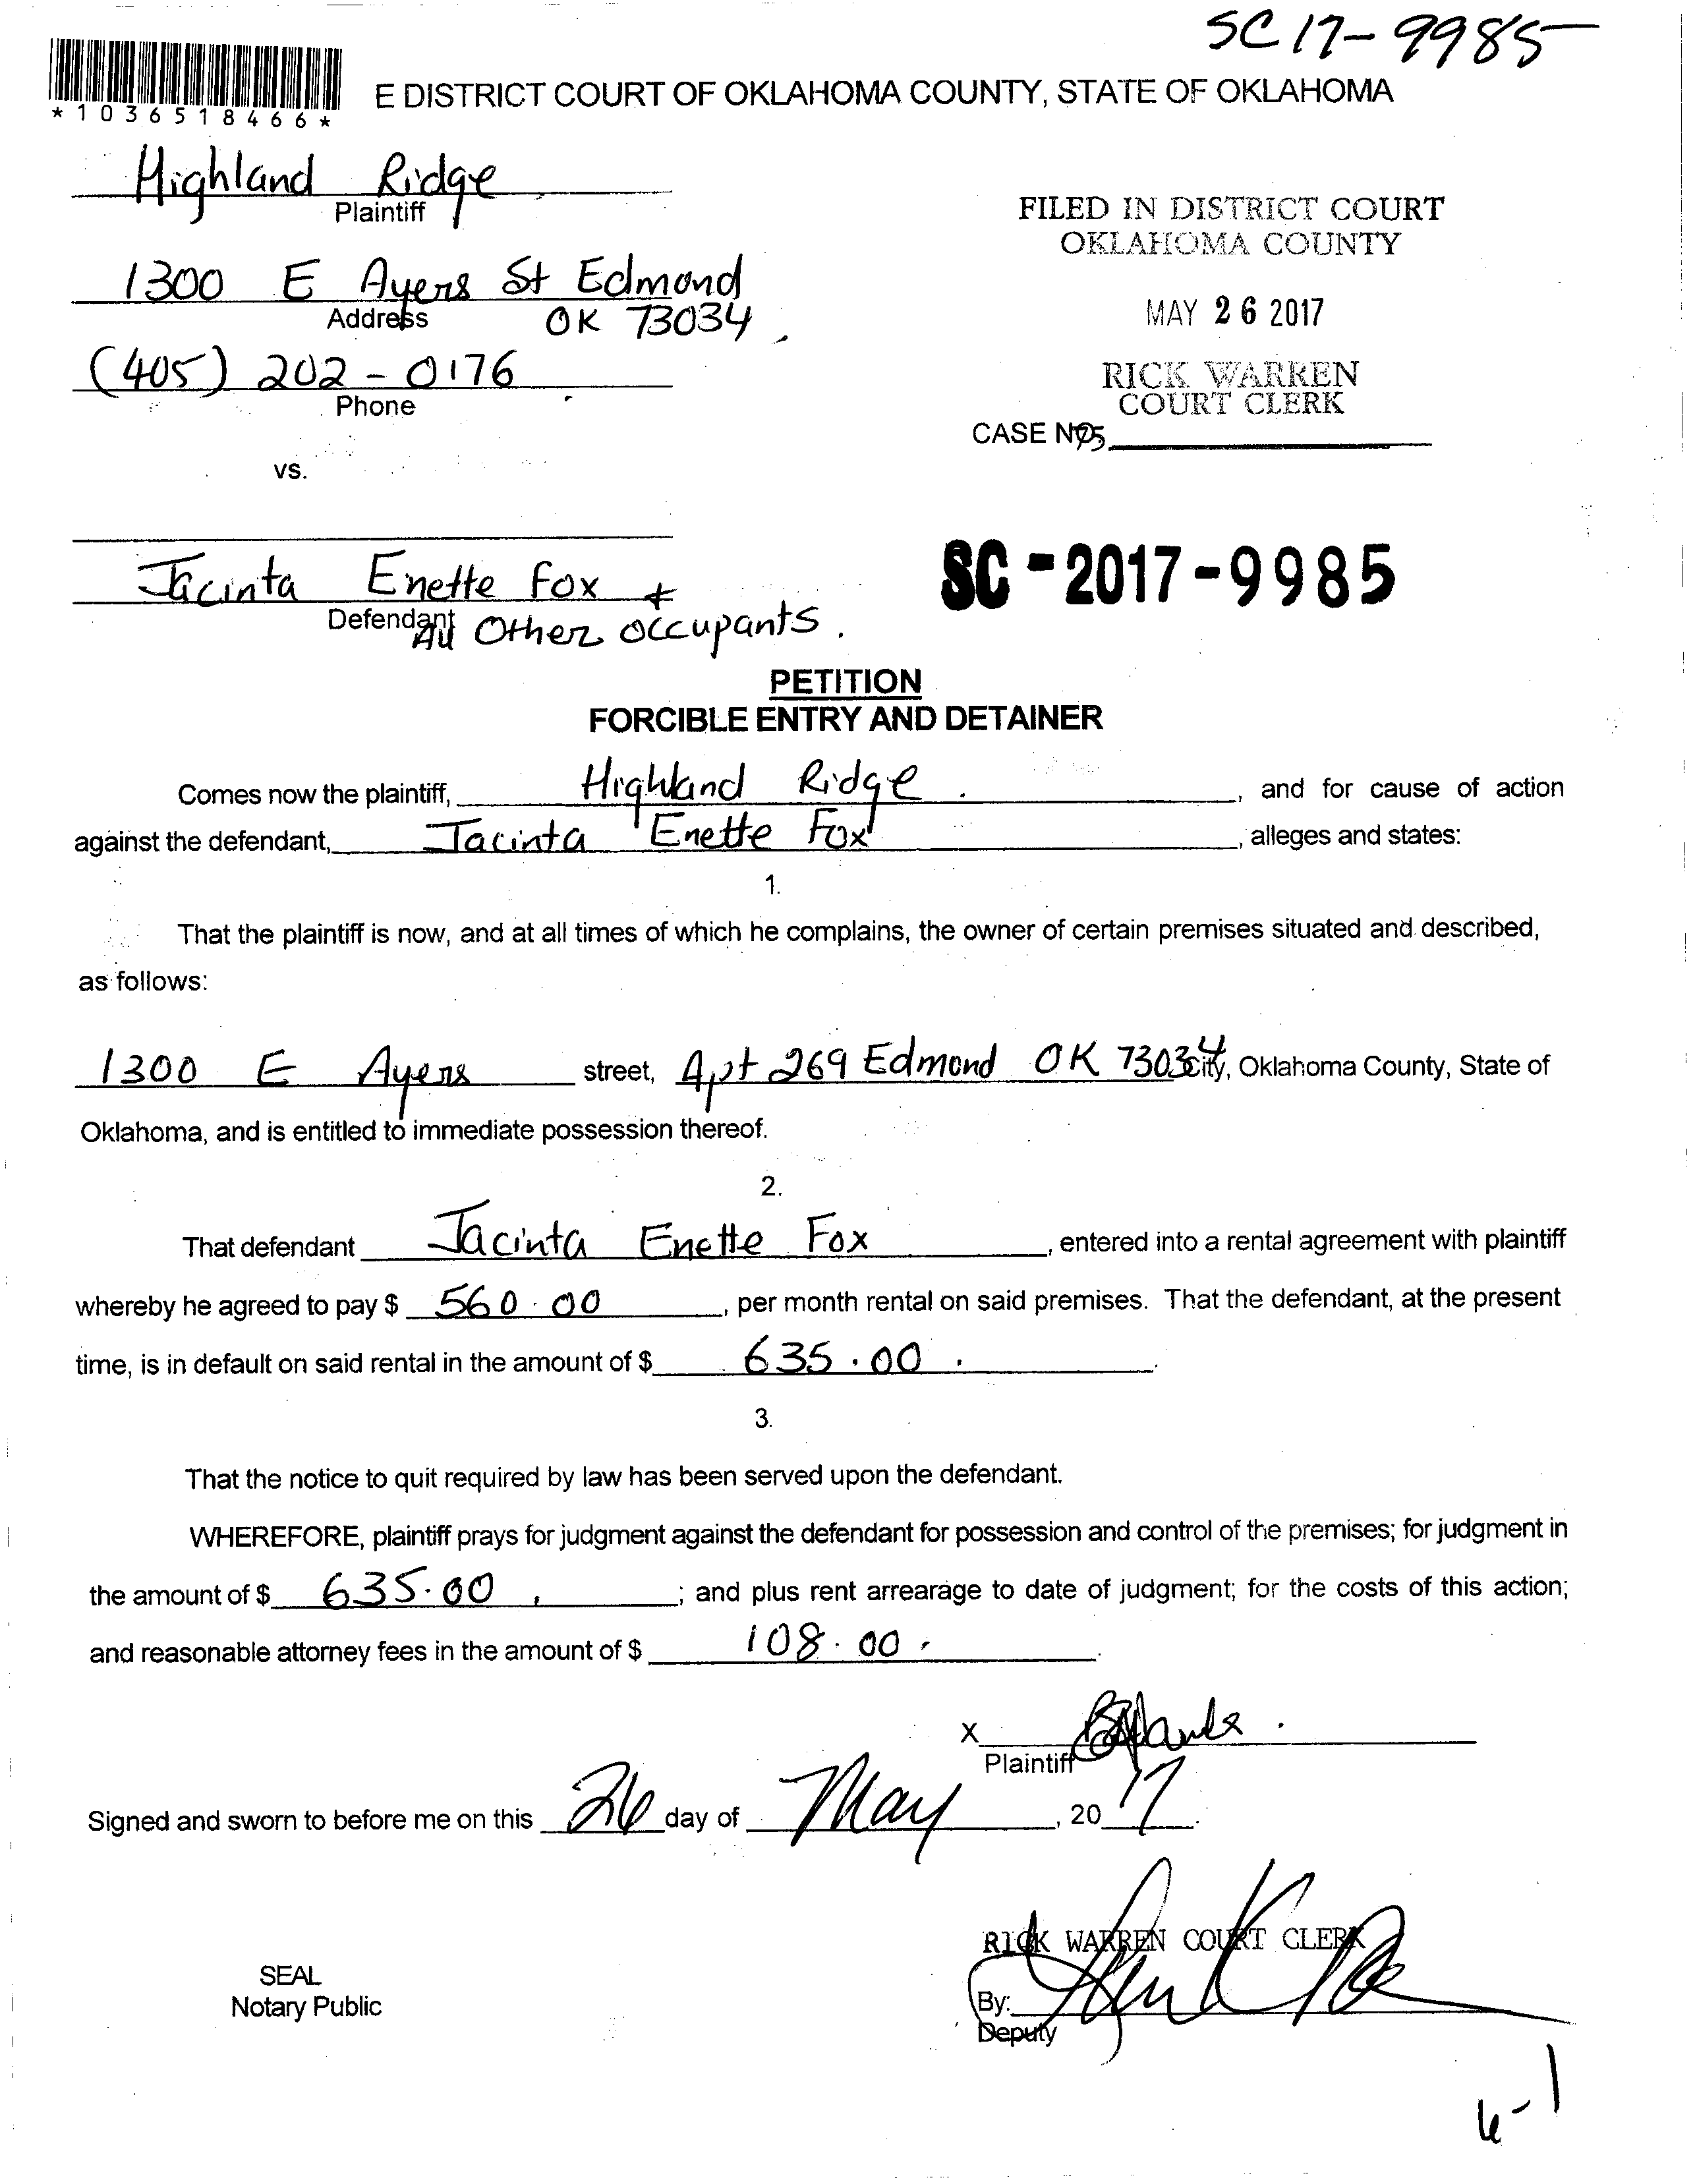 SC 17-9985
*1036518466*
E DISTRICT COURT OF OKLAHOMA COUNTY, STATE OF OKLAHOMA
Highland Ridge
Plaintiff
1300 E Ayers St Edmond
Address OK 73034
(405) 202-0176
Phone
FILED IN DISTRICT COURT
OKLAHOMA COUNTY
MAY 26 2017
RICK WARREN
COURT CLERK
CASE NO.
75
vs.
Jacinta Enette Fox +
Defendant All Other occupants.
SC-2017-9985
PETITION
FORCIBLE ENTRY AND DETAINER
Comes now the plaintiff, Highland Ridge., and for cause of action
against the defendant, Jacinta Enette Fox, alleges and states:
1.
That the plaintiff is now, and at all times of which he complains, the owner of certain premises situated and described,
as follows:
1300 E Ayers street, Apt 269 Edmond OK 73034 City, Oklahoma County, State of
Oklahoma, and is entitled to immediate possession thereof.
2.
That defendant Jacinta Enette Fox, entered into a rental agreement with plaintiff
whereby he agreed to pay $ 560.00, per month rental on said premises. That the defendant, at the present
time, is in default on said rental in the amount of $ 635.00.
3.
That the notice to quit required by law has been served upon the defendant.
WHEREFORE, plaintiff prays for judgment against the defendant for possession and control of the premises; for judgment in
the amount of $ 635.00; and plus rent arrearage to date of judgment; for the costs of this action;
and reasonable attorney fees in the amount of $ 108.00.
X
Plaintiff
Signed and sworn to before me on this 26 day of May, 2017.
RICK WARREN COURT CLERK
SEAL
Notary Public
By:
Deputy
6-1